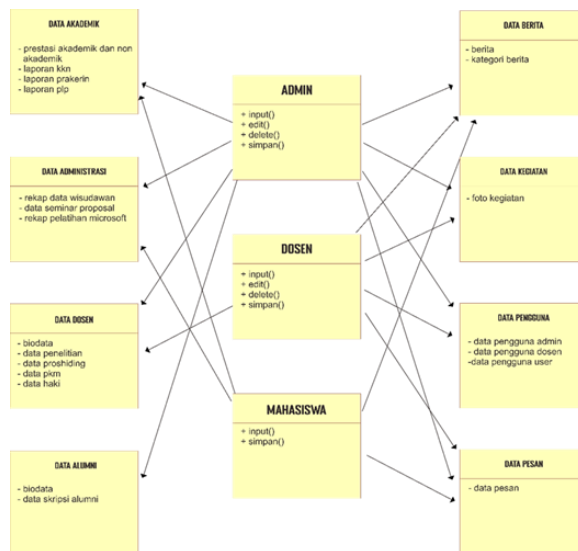 DATA AKADEMIK
- prestasi akademik dan non
akademik
- laporan kkn
- laporan prakerin
- laporan plp
DATA ADMINISTRASI
- rekap data wisudawan
- data seminar proposal
- rekap pelatihan microsoft
DATA DOSEN
- biodata
- data penelitian
- data proshiding
- data pkm
- data haki
DATA ALUMNI
- biodata
- data skripsi alumni
ADMIN
+ input()
+ edit()
+ delete()
+ simpan()
DOSEN
+ input()
+ edit()
+ delete()
+ simpan()
MAHASISWA
+ input()
+ simpan()
DATA BERITA
- berita
- kategori berita
DATA KEGIATAN
- foto kegiatan
DATA PENGGUNA
- data pengguna admin
- data pengguna dosen
-data pengguna user
DATA PESAN
- data pesan